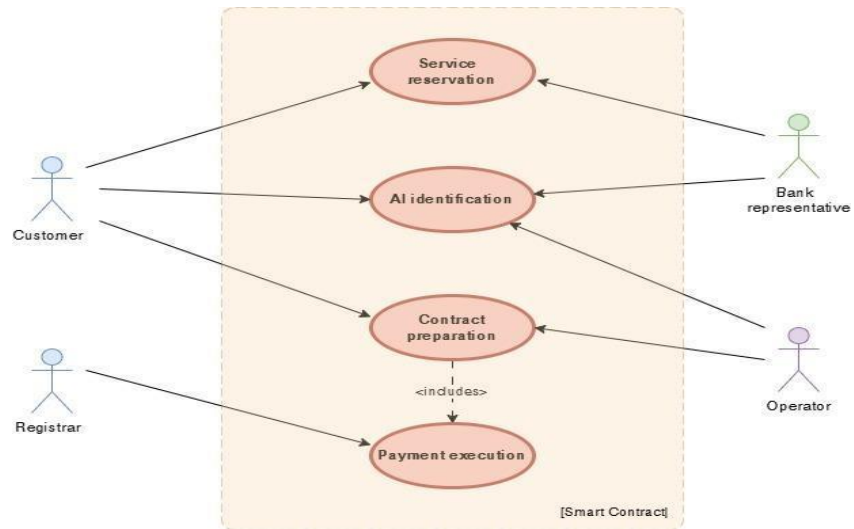 Service
reservation
Customer
AI identification
Bank
representative
Contract
preparation
<includes>
Registrar
Operator
Payment execution
[Smart Contract]